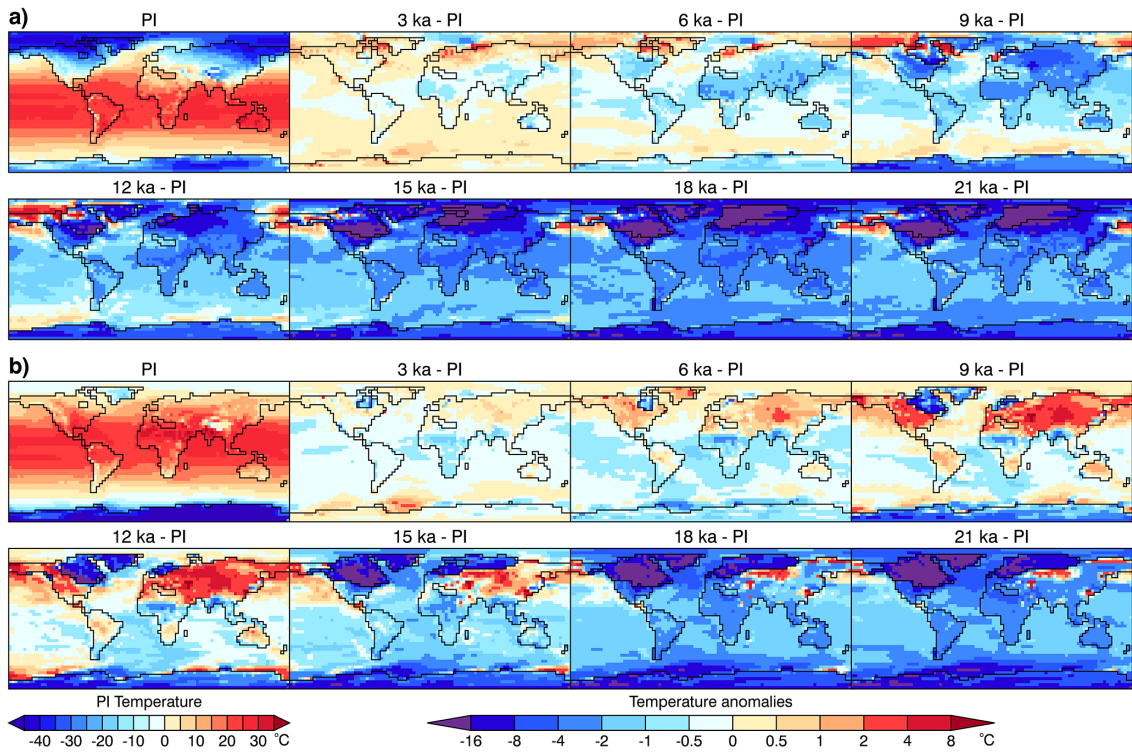 a)
PI 3 ka - PI 6 ka - PI 9 ka - PI
12 ka - PI 15 ka - PI 18 ka - PI 21 ka - PI
b)
PI 3 ka - PI 6 ka - PI 9 ka - PI
12 ka - PI 15 ka - PI 18 ka - PI 21 ka - PI
PI Temperature Temperature anomalies
-40 -20 -10 0 10 20 30 °C -16 -8 -4 -2 -1 -0.5 0 0.5 1 2 4 8 °C